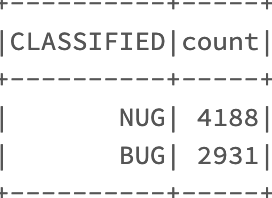 +----------+-----+
|CLASSIFIED|count|
+----------+-----+
|       NUG| 4188|
|       BUG| 2931|
+----------+-----+